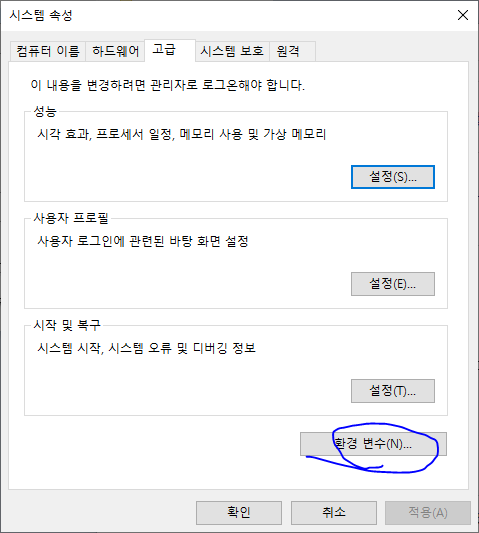 시스템 속성
컴퓨터 이름 하드웨어 고급 시스템 보호 원격
이 내용을 변경하려면 관리자로 로그온해야 합니다.
성능
시각 효과, 프로세서 일정, 메모리 사용 및 가상 메모리
설정(S)...
사용자 프로필
사용자 로그인에 관련된 바탕 화면 설정
설정(E)...
시작 및 복구
시스템 시작, 시스템 오류 및 디버깅 정보
설정(T)...
환경 변수(N)...
확인 취소 적용(A)